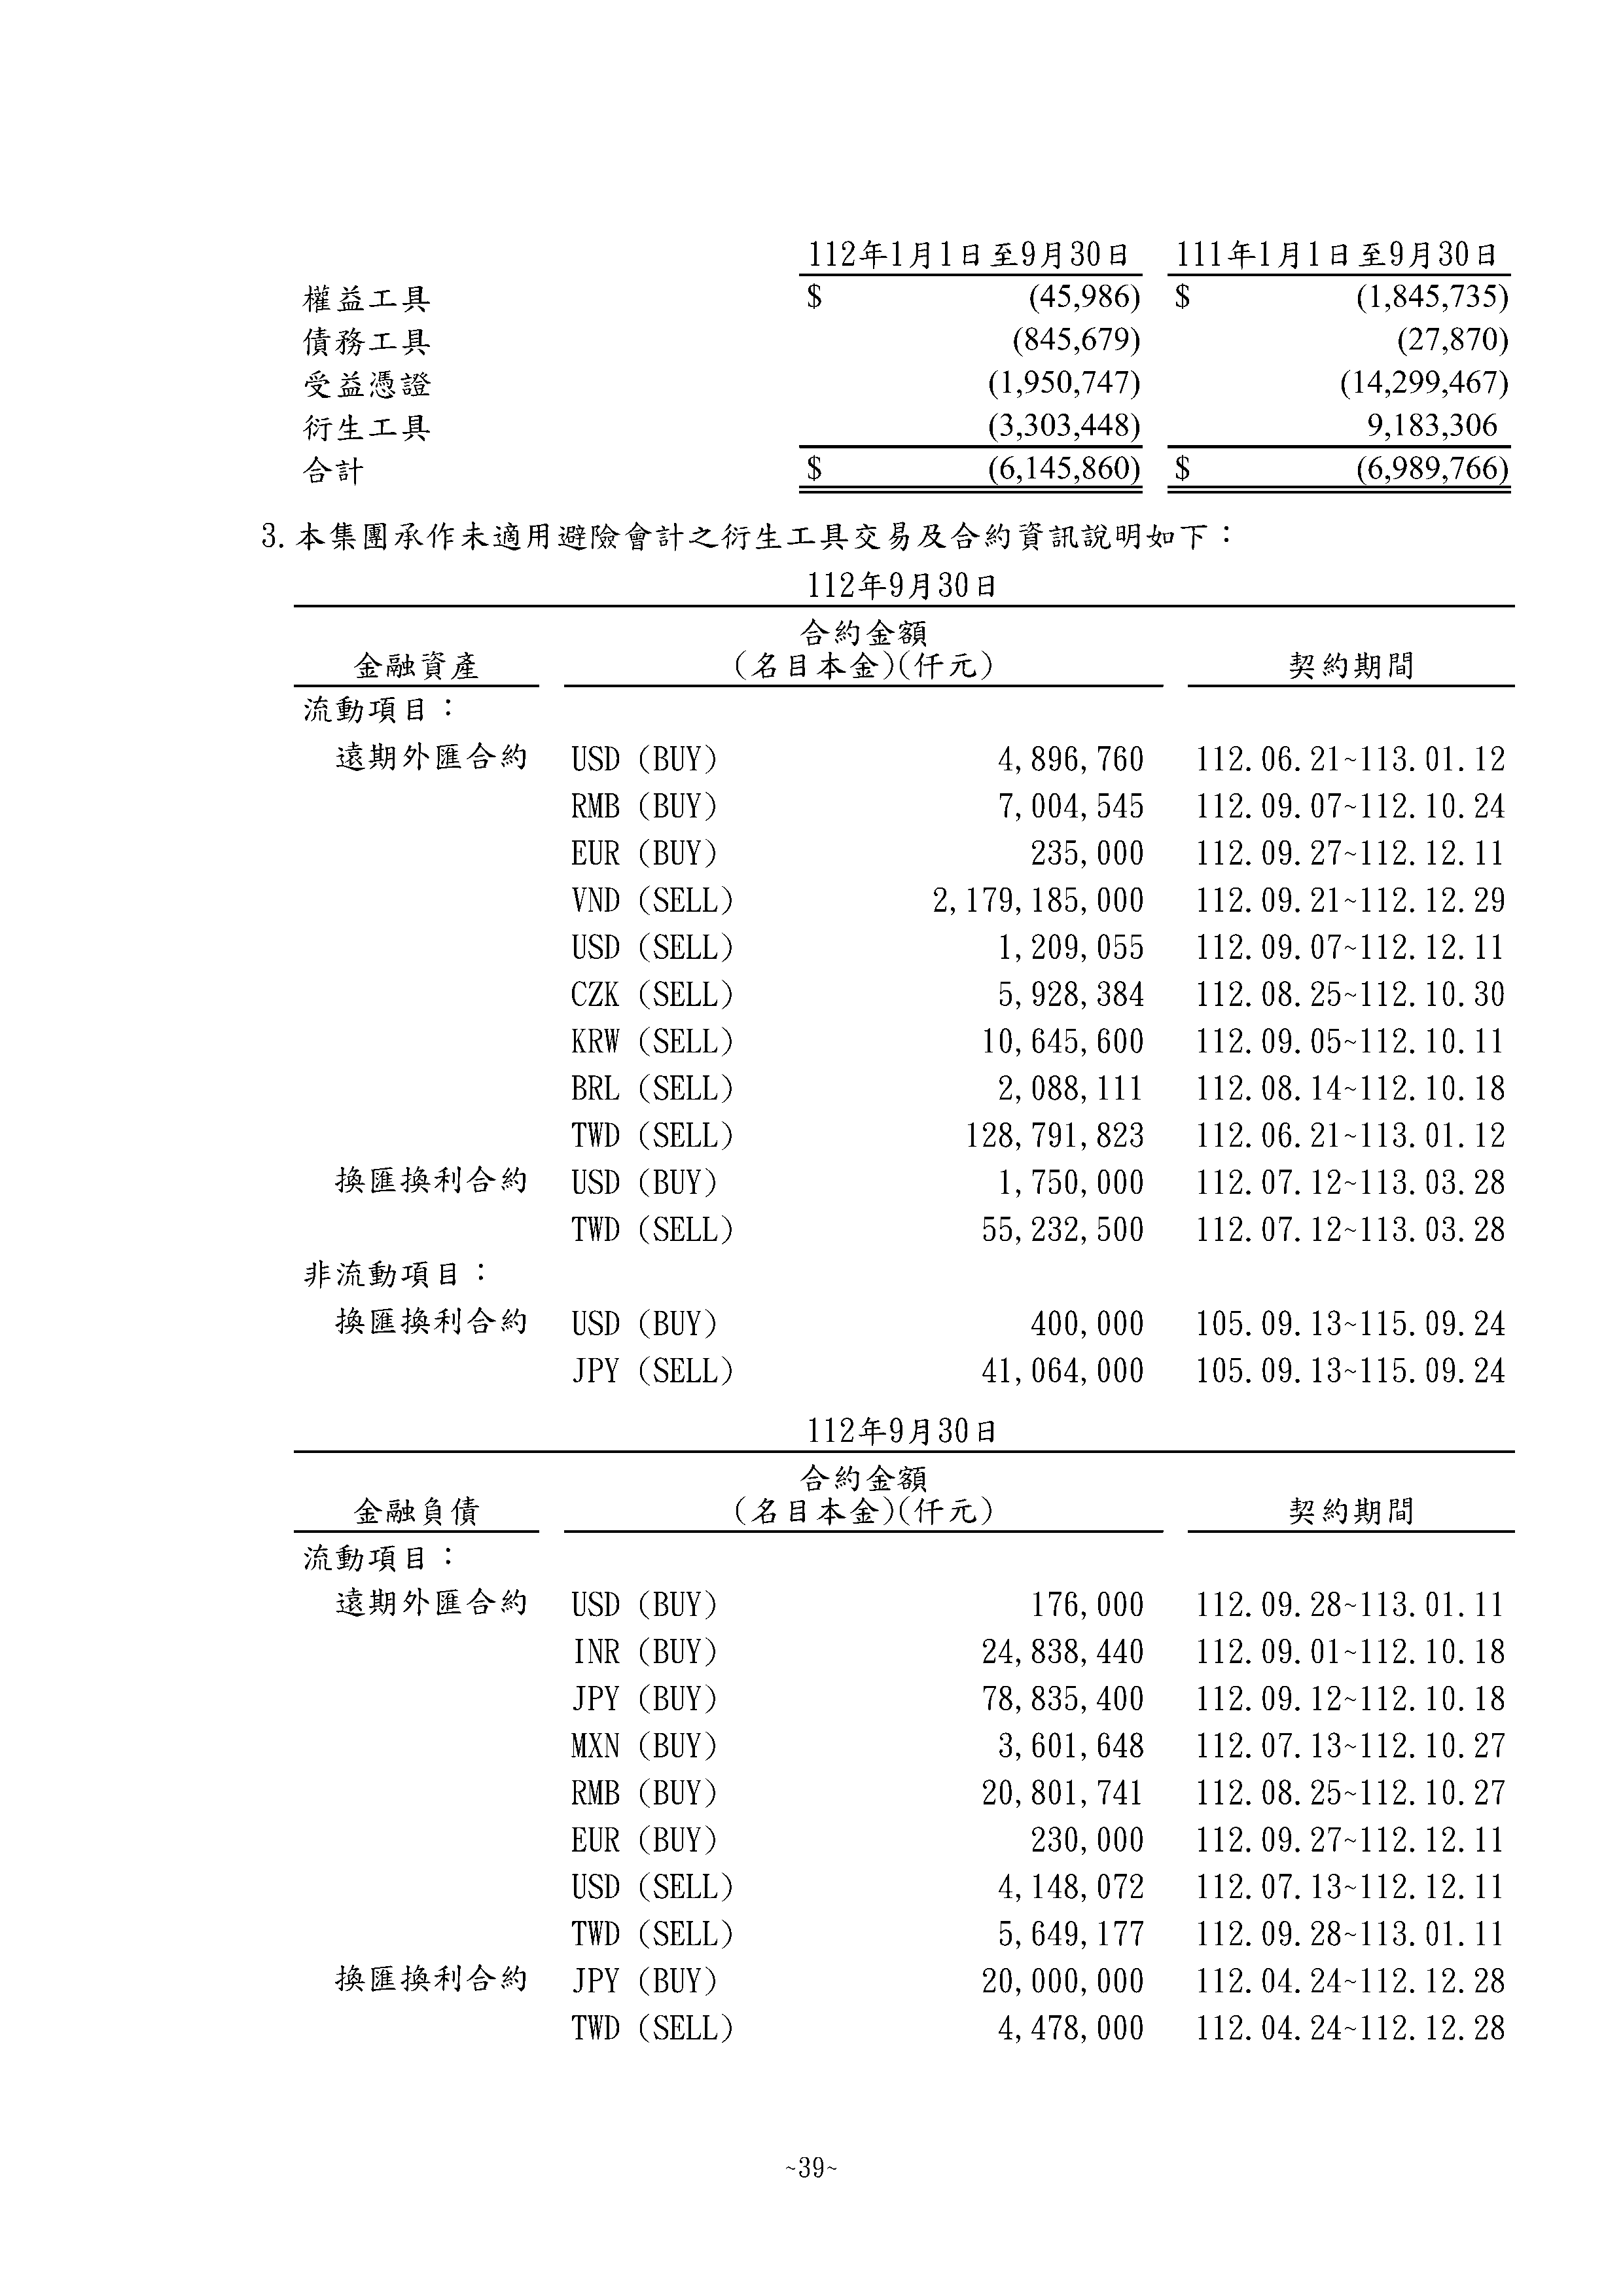 112年1月1日至9月30日 111年1月1日至9月30日
權益工具 $ (45,986) $ (1,845,735)
債務工具 (845,679) (27,870)
受益憑證 (1,950,747) (14,299,467)
衍生工具 (3,303,448) 9,183,306
合計 $ (6,145,860) $ (6,989,766)
3.本集團承作未適用避險會計之衍生工具交易及合約資訊說明如下：
112年9月30日
合約金額
金融資產 (名目本金)(仟元) 契約期間
流動項目：
遠期外匯合約 USD (BUY) 4,896,760 112.06.21~113.01.12
RMB (BUY) 7,004,545 112.09.07~112.10.24
EUR (BUY) 235,000 112.09.27~112.12.11
VND (SELL) 2,179,185,000 112.09.21~112.12.29
USD (SELL) 1,209,055 112.09.07~112.12.11
CZK (SELL) 5,928,384 112.08.25~112.10.30
KRW (SELL) 10,645,600 112.09.05~112.10.11
BRL (SELL) 2,088,111 112.08.14~112.10.18
TWD (SELL) 128,791,823 112.06.21~113.01.12
換匯換利合約 USD (BUY) 1,750,000 112.07.12~113.03.28
TWD (SELL) 55,232,500 112.07.12~113.03.28
非流動項目：
換匯換利合約 USD (BUY) 400,000 105.09.13~115.09.24
JPY (SELL) 41,064,000 105.09.13~115.09.24
112年9月30日
合約金額
金融負債 (名目本金)(仟元) 契約期間
流動項目：
遠期外匯合約 USD (BUY) 176,000 112.09.28~113.01.11
INR (BUY) 24,838,440 112.09.01~112.10.18
JPY (BUY) 78,835,400 112.09.12~112.10.18
MXN (BUY) 3,601,648 112.07.13~112.10.27
RMB (BUY) 20,801,741 112.08.25~112.10.27
EUR (BUY) 230,000 112.09.27~112.12.11
USD (SELL) 4,148,072 112.07.13~112.12.11
TWD (SELL) 5,649,177 112.09.28~113.01.11
換匯換利合約 JPY (BUY) 20,000,000 112.04.24~112.12.28
TWD (SELL) 4,478,000 112.04.24~112.12.28
~39~